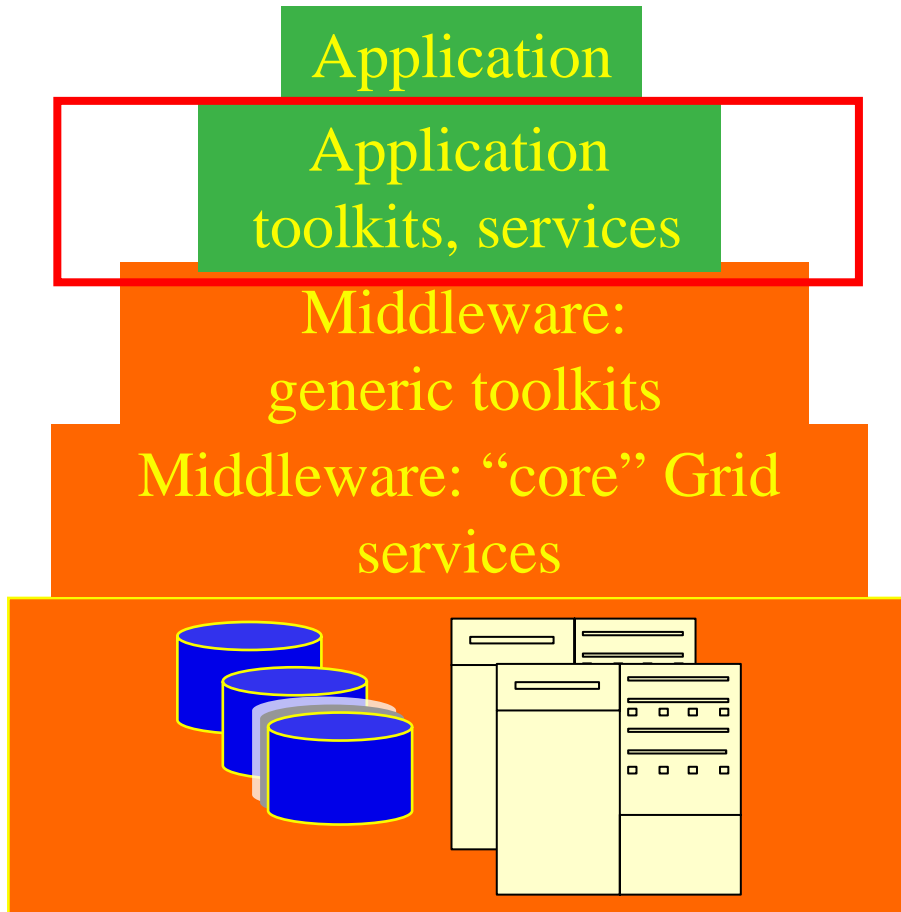 Application
Application
toolkits, services
Middleware:
generic toolkits
Middleware: “core” Grid
services